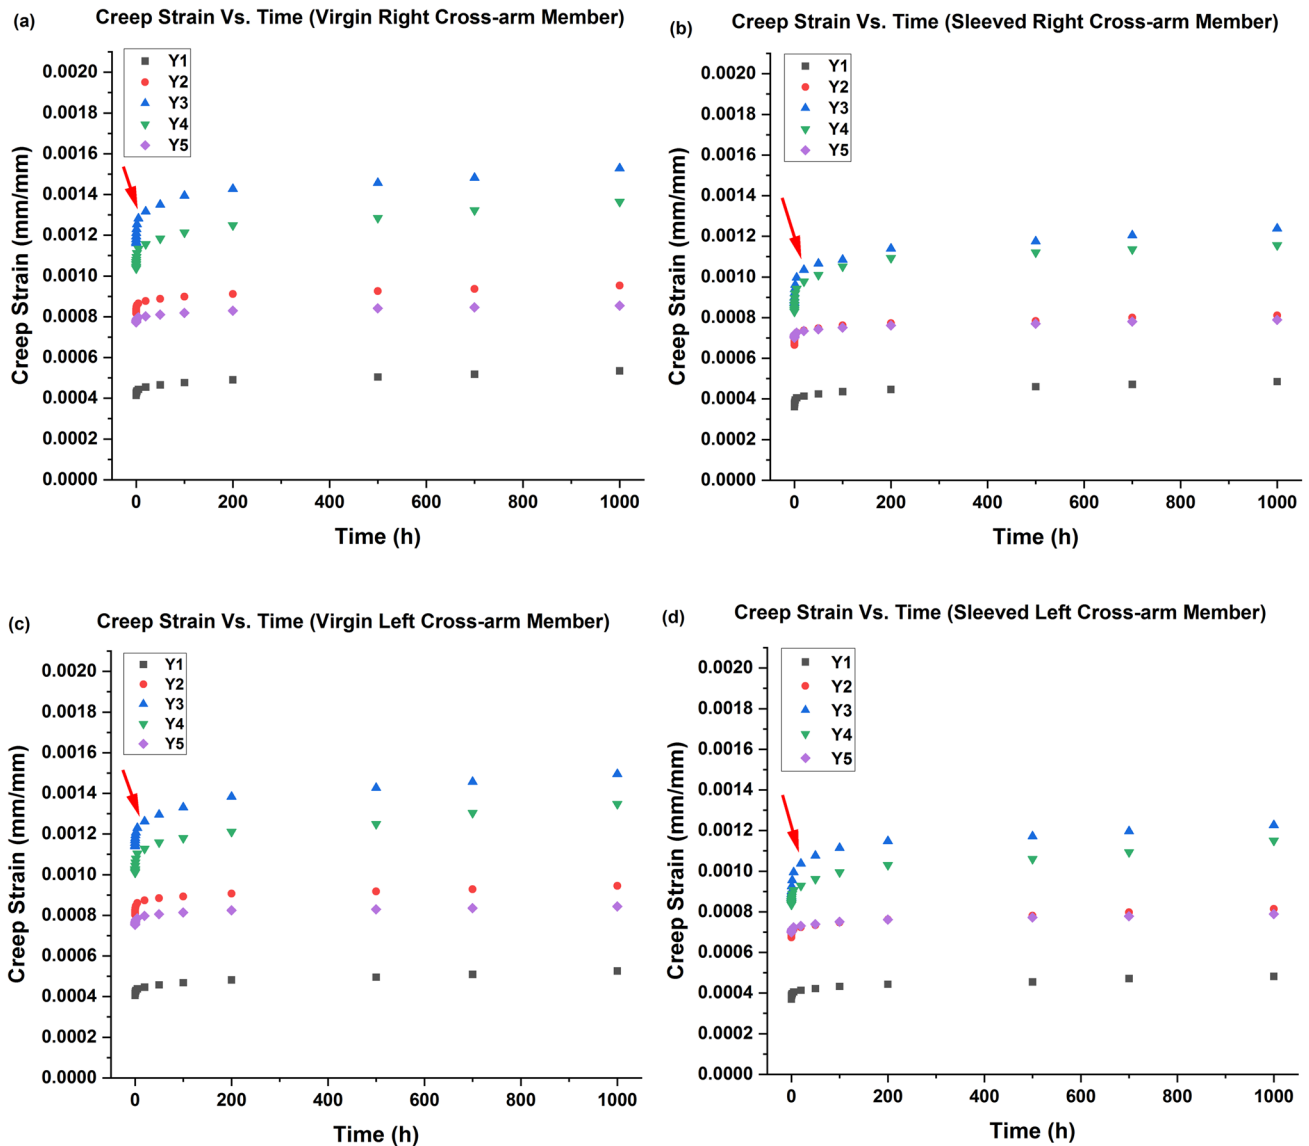 (a)
Creep Strain Vs. Time (Virgin Right Cross-arm Member)
Y1
Y2
Y3
Y4
Y5
0.0020
0.0018
0.0016
0.0014
0.0012
0.0010
0.0008
0.0006
0.0004
0.0002
0.0000
Creep Strain (mm/mm)
0 200 400 600 800 1000
Time (h)
(b)
Creep Strain Vs. Time (Sleeved Right Cross-arm Member)
Y1
Y2
Y3
Y4
Y5
0.0020
0.0018
0.0016
0.0014
0.0012
0.0010
0.0008
0.0006
0.0004
0.0002
0.0000
Creep Strain (mm/mm)
0 200 400 600 800 1000
Time (h)
(c)
Creep Strain Vs. Time (Virgin Left Cross-arm Member)
Y1
Y2
Y3
Y4
Y5
0.0020
0.0018
0.0016
0.0014
0.0012
0.0010
0.0008
0.0006
0.0004
0.0002
0.0000
Creep Strain (mm/mm)
0 200 400 600 800 1000
Time (h)
(d)
Creep Strain Vs. Time (Sleeved Left Cross-arm Member)
Y1
Y2
Y3
Y4
Y5
0.0020
0.0018
0.0016
0.0014
0.0012
0.0010
0.0008
0.0006
0.0004
0.0002
0.0000
Creep Strain (mm/mm)
0 200 400 600 800 1000
Time (h)